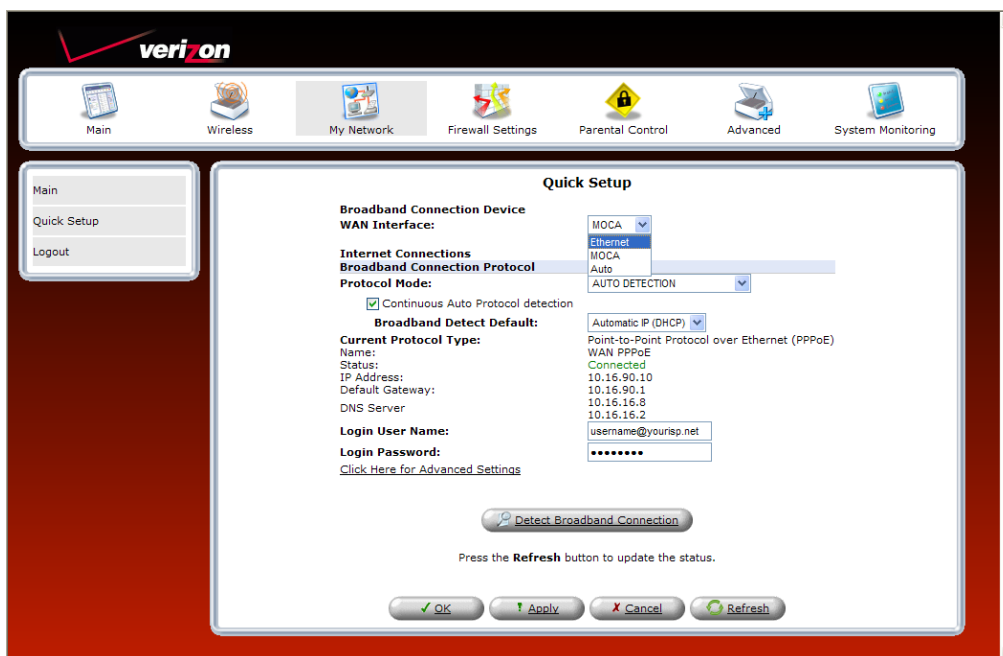 verizon
Main
Wireless
My Network
Firewall Settings
Parental Control
Advanced
System Monitoring
Main
Quick Setup
Logout
Quick Setup
Broadband Connection Device
WAN Interface: MOCA
Ethernet
MOCA
Auto
Internet Connections
Broadband Connection Protocol
Protocol Mode: AUTO DETECTION
Continuous Auto Protocol detection
Broadband Detect Default: Automatic IP (DHCP)
Current Protocol Type: Point-to-Point Protocol over Ethernet (PPPoE)
Name: WAN PPPoE
Status: Connected
IP Address: 10.16.90.10
Default Gateway: 10.16.90.1
DNS Server 10.16.16.8
10.16.16.2
Login User Name: username@yourisp.net
Login Password: ••••••••
Click Here for Advanced Settings
Detect Broadband Connection
Press the Refresh button to update the status.
OK
Apply
Cancel
Refresh